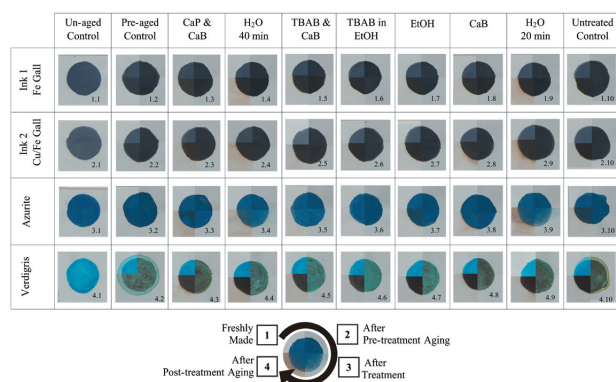 Un-aged Control
Pre-aged Control
CaP & CaB
H₂O 40 min
TBAB & CaB
TBAB in EtOH
EtOH
CaB
H₂O 20 min
Untreated Control
Ink 1 Fe Gall
1.1 1.2 1.3 1.4 1.5 1.6 1.7 1.8 1.9 1.10
Ink 2 Cu/Fe Gall
2.1 2.2 2.3 2.4 2.5 2.6 2.7 2.8 2.9 2.10
Azurite
3.1 3.2 3.3 3.4 3.5 3.6 3.7 3.8 3.9 3.10
Verdigris
4.1 4.2 4.3 4.4 4.5 4.6 4.7 4.8 4.9 4.10
Freshly Made 1
2 After Pre-treatment Aging
After Post-treatment Aging 4
3 After Treatment